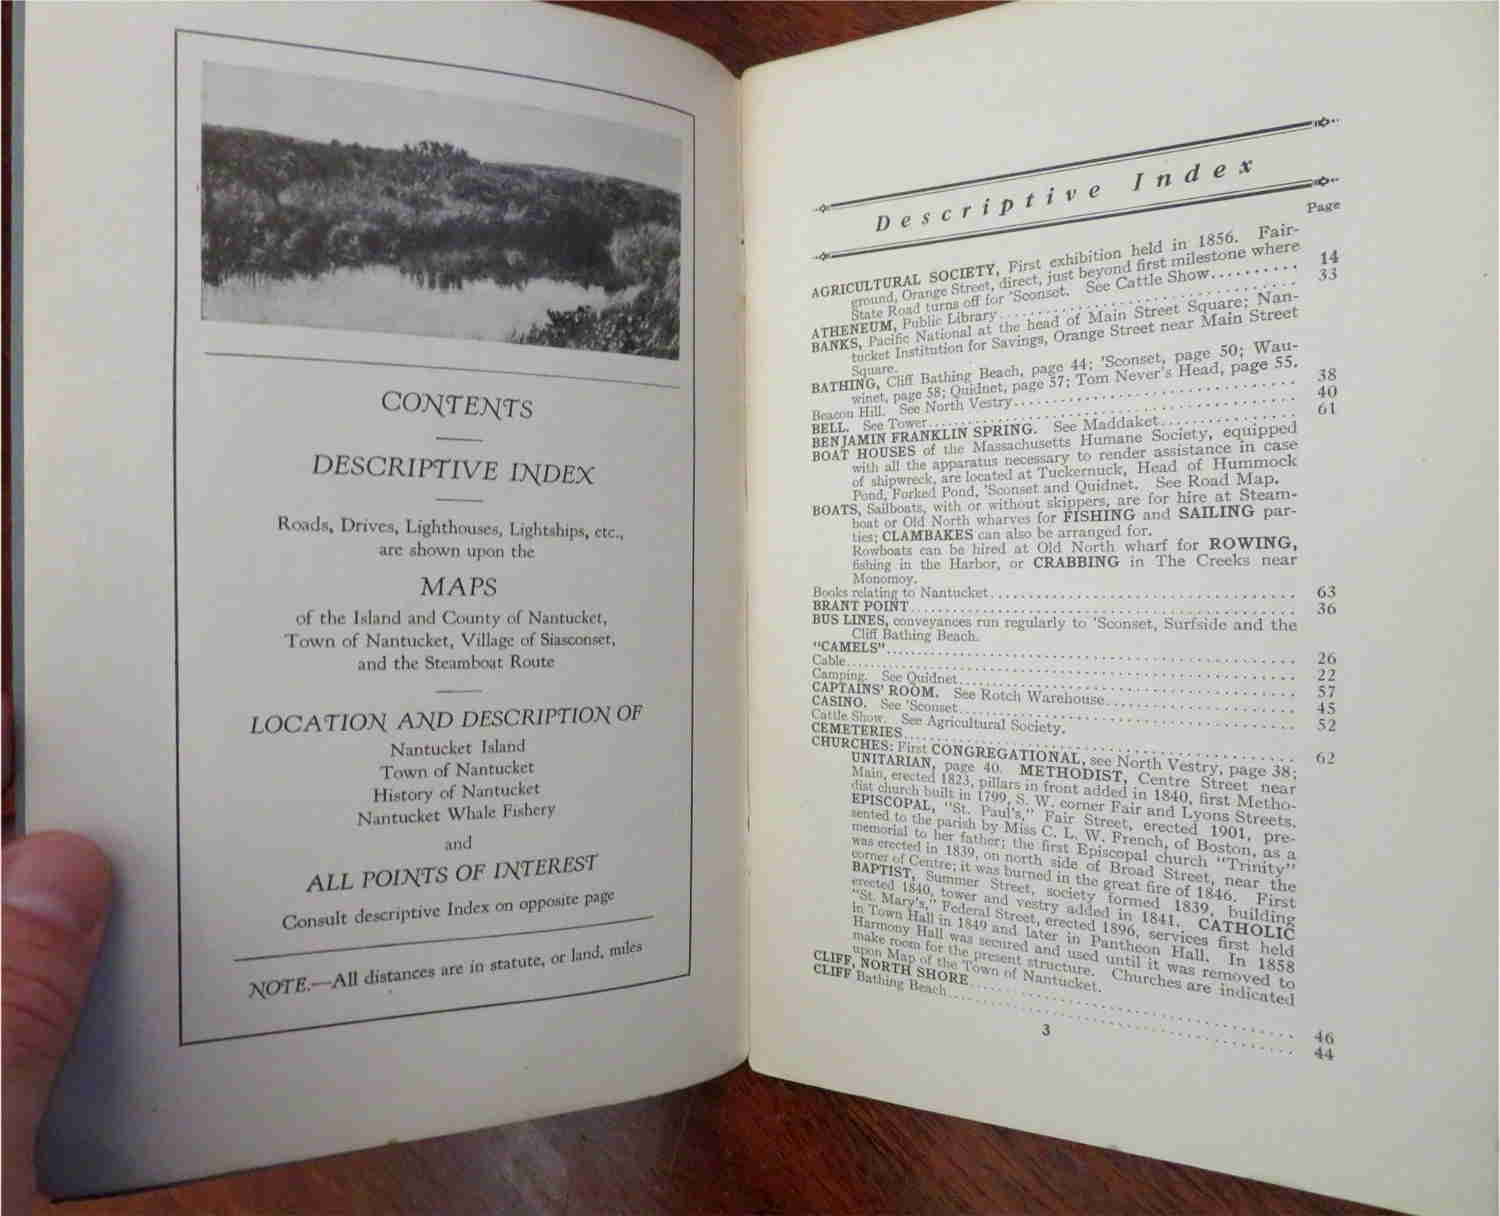 CONTENTS
DESCRIPTIVE INDEX
Roads, Drives, Lighthouses, Lightships, etc.,
are shown upon the
MAPS
of the Island and County of Nantucket,
Town of Nantucket, Village of Siasconset,
and the Steamboat Route
LOCATION AND DESCRIPTION OF
Nantucket Island
Town of Nantucket
History of Nantucket
Nantucket Whale Fishery
and
ALL POINTS OF INTEREST
Consult descriptive Index on opposite page
NOTE.—All distances are in statute, or land, miles
Descriptive Index
Page
AGRICULTURAL SOCIETY, First exhibition held in 1856. Fair-
ground, Orange Street, direct, just beyond first milestone where
State Road turns off for 'Sconset. See Cattle Show.......... 14
ATHENEUM, Public Library.............................. 33
BANKS, Pacific National at the head of Main Street Square; Nan-
tucket Institution for Savings, Orange Street near Main Street
Square.
BATHING, Cliff Bathing Beach, page 44; 'Sconset, page 50; Wau-
winet, page 58; Quidnet, page 57; Tom Never's Head, page 55.
Beacon Hill. See North Vestry.............................. 38
BELL. See Tower.............................. 40
BENJAMIN FRANKLIN SPRING. See Maddaket.............. 61
BOAT HOUSES of the Massachusetts Humane Society, equipped
with all the apparatus necessary to render assistance in case
of shipwreck, are located at Tuckernuck, Head of Hummock
Pond, Forked Pond, 'Sconset and Quidnet. See Road Map.
BOATS, Sailboats, with or without skippers, are for hire at Steam-
boat or Old North wharves for FISHING and SAILING par-
ties; CLAMBAKES can also be arranged for.
Rowboats can be hired at Old North wharf for ROWING,
fishing in the Harbor, or CRABBING in The Creeks near
Monomoy.
Books relating to Nantucket.............................. 63
BRANT POINT.............................. 36
BUS LINES, conveyances run regularly to 'Sconset, Surfside and the
Cliff Bathing Beach.
"CAMELS".............................. 26
Cable.............................. 22
Camping. See Quidnet.............................. 57
CAPTAINS' ROOM. See Rotch Warehouse.................... 45
CASINO. See 'Sconset.............................. 52
Cattle Show. See Agricultural Society.
CEMETERIES.............................. 62
CHURCHES: First CONGREGATIONAL, see North Vestry, page 38;
UNITARIAN, page 40. METHODIST, Centre Street near
Main, erected 1823, pillars in front added in 1840, first Metho-
dist church built in 1799, S. W. corner Fair and Lyons Streets.
EPISCOPAL, "St. Paul's," Fair Street, erected 1901, pre-
sented to the parish by Miss C. L. W. French, of Boston, as a
memorial to her father; the first Episcopal church "Trinity"
was erected in 1839, on north side of Broad Street, near the
corner of Centre; it was burned in the great fire of 1846. First
BAPTIST, Summer Street, society formed 1839, building
erected 1840, tower and vestry added in 1841. CATHOLIC
"St. Mary's," Federal Street, erected 1896, services first held
in Town Hall in 1849 and later in Pantheon Hall. In 1858
Harmony Hall was secured and used until it was removed to
make room for the present structure. Churches are indicated
upon Map of the Town of Nantucket.
CLIFF, NORTH SHORE.............................. 46
CLIFF Bathing Beach.............................. 44
3